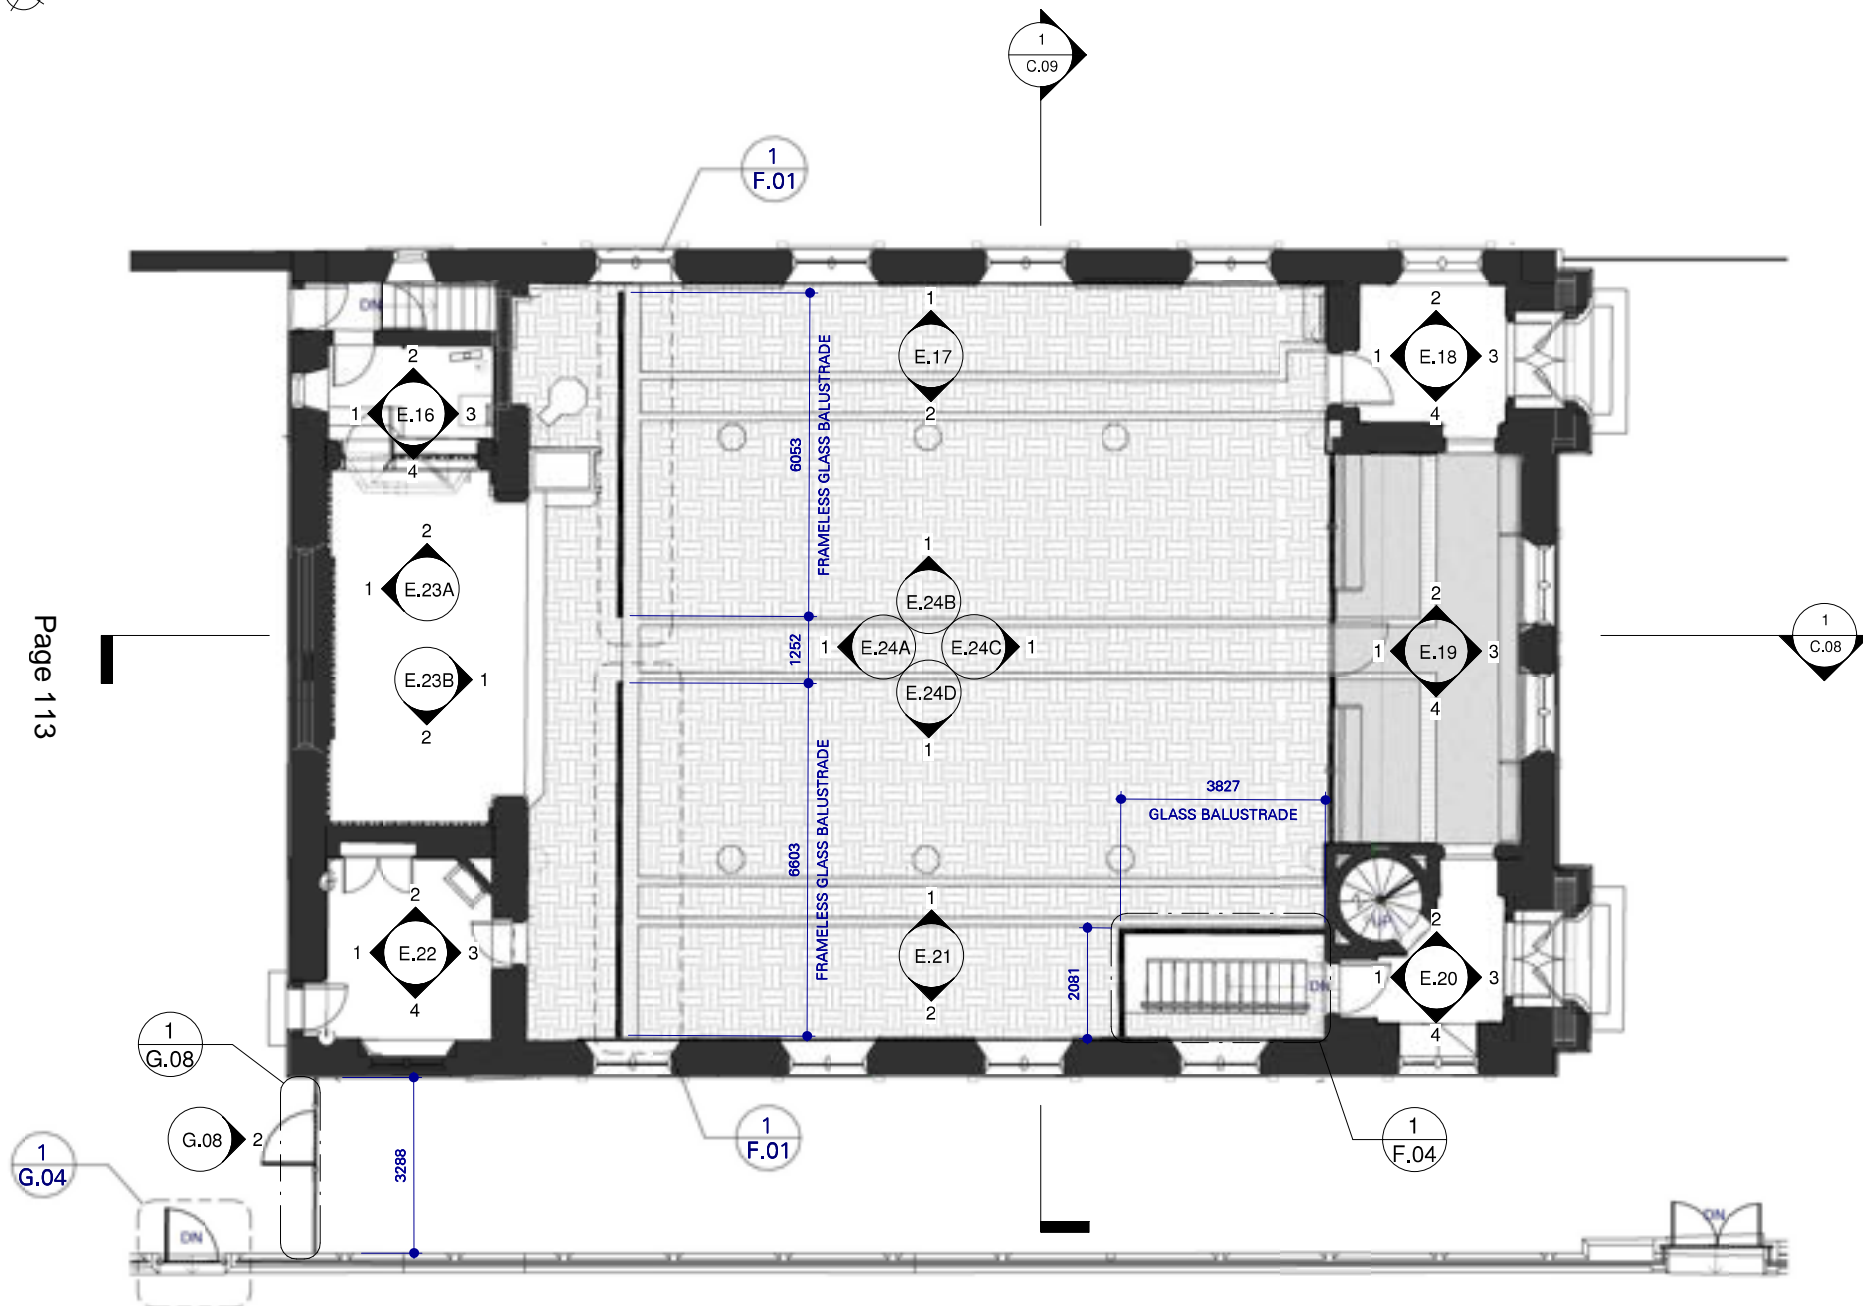 1
C.09
1
F.01
DN
1
E.17
2
2
1
E.18
3
4
2
1
E.16
3
4
6053
FRAMELESS GLASS BALUSTRADE
2
1
E.23A
E.23B
1
2
1252
1
E.24B
1
E.24A
E.24C
1
E.24D
1
2
1
E.19
3
4
1
C.08
Page 113
3827
GLASS BALUSTRADE
6603
FRAMELESS GLASS BALUSTRADE
2
1
E.22
3
4
1
E.21
2
2081
DN
UP
2
1
E.20
3
4
1
G.08
G.08
2
1
G.04
3288
1
F.01
1
F.04
DN
DN